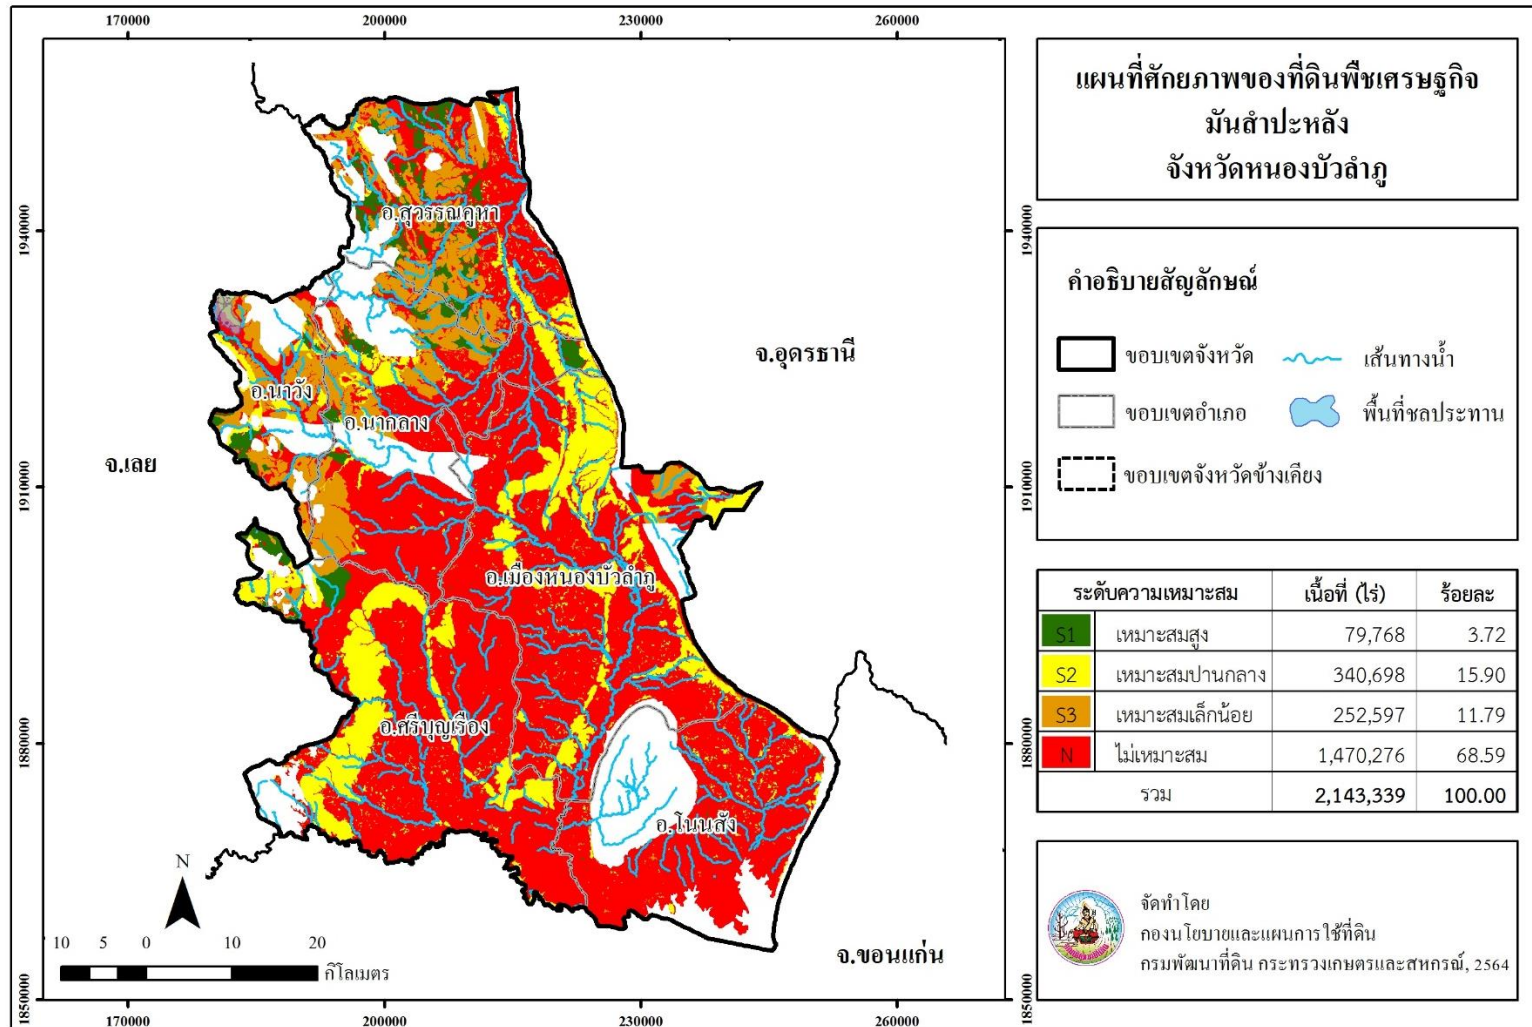 170000 200000 230000 260000
แผนที่ศักยภาพของที่ดินพืชเศรษฐกิจ
มันสำปะหลัง
จังหวัดหนองบัวลำภู
1940000 1940000
อ.สุวรรณคูหา
คำอธิบายสัญลักษณ์
จ.อุดรธานี
ขอบเขตจังหวัด เส้นทางน้ำ
อ.นาวัง
ขอบเขตอำเภอ พื้นที่ชลประทาน
อ.นากลาง
จ.เลย
ขอบเขตจังหวัดข้างเคียง
1910000 1910000
อ.เมืองหนองบัวลำภู
ระดับความเหมาะสม เนื้อที่ (ไร่) ร้อยละ
S1 เหมาะสมสูง 79,768 3.72
S2 เหมาะสมปานกลาง 340,698 15.90
S3 เหมาะสมเล็กน้อย 252,597 11.79
อ.ศรีบุญเรือง
1880000 1880000
N ไม่เหมาะสม 1,470,276 68.59
รวม 2,143,339 100.00
อ.โนนสัง
N
จัดทำโดย
กองนโยบายและแผนการใช้ที่ดิน
กรมพัฒนาที่ดิน กระทรวงเกษตรและสหกรณ์, 2564
จ.ขอนแก่น
10 5 0 10 20
กิโลเมตร
1850000 1850000
170000 200000 230000 260000